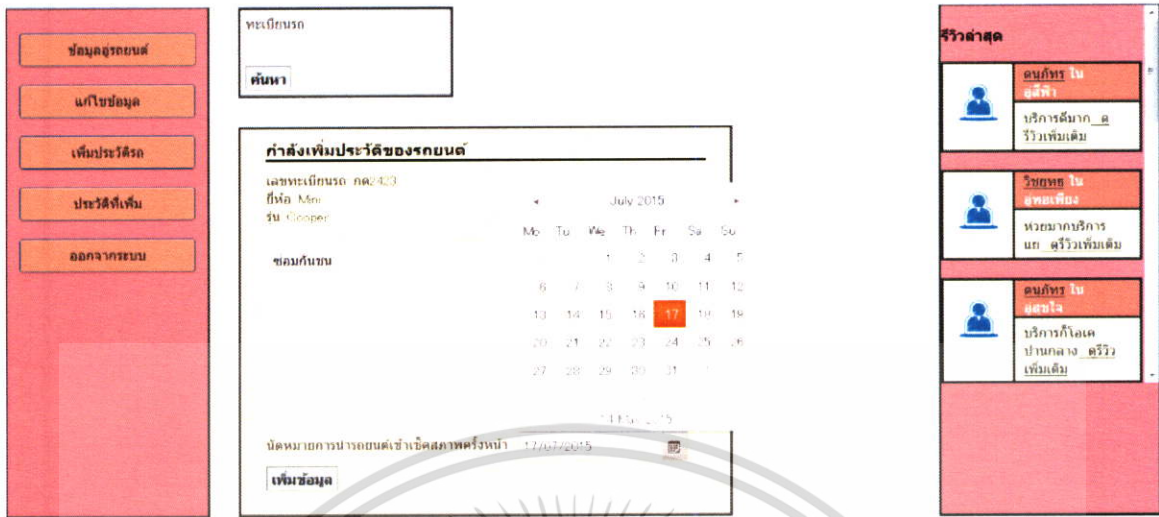 ข้อมูลอู่รถยนต์
แก้ไขข้อมูล
เพิ่มประวัติรถ
ประวัติที่เพิ่ม
ออกจากระบบ
ทะเบียนรถ
ค้นหา
กำลังเพิ่มประวัติของรถยนต์
เลขทะเบียนรถ กด2423
ยี่ห้อ Mini
รุ่น Cooper
ซ่อมกันชน
July 2015
Mo Tu We Th Fr Sa Su
1 2 3 4 5
6 7 8 9 10 11 12
13 14 15 16 17 18 19
20 21 22 23 24 25 26
27 28 29 30 31
นัดหมายการนำรถยนต์เข้าเช็คสภาพครั้งหน้า 17/07/2015
เพิ่มข้อมูล
รีวิวล่าสุด
ดนุภัทร ใน
อู่สีฟ้า
บริการดีมาก ดู
รีวิวเพิ่มเติม
วิชยุทธ ใน
อู่พอเพียง
ห่วยมากบริการ
แย่ ดูรีวิวเพิ่มเติม
ดนุภัทร ใน
อู่สุขใจ
บริการก็โอเค
ปานกลาง ดูรีวิว
เพิ่มเติม